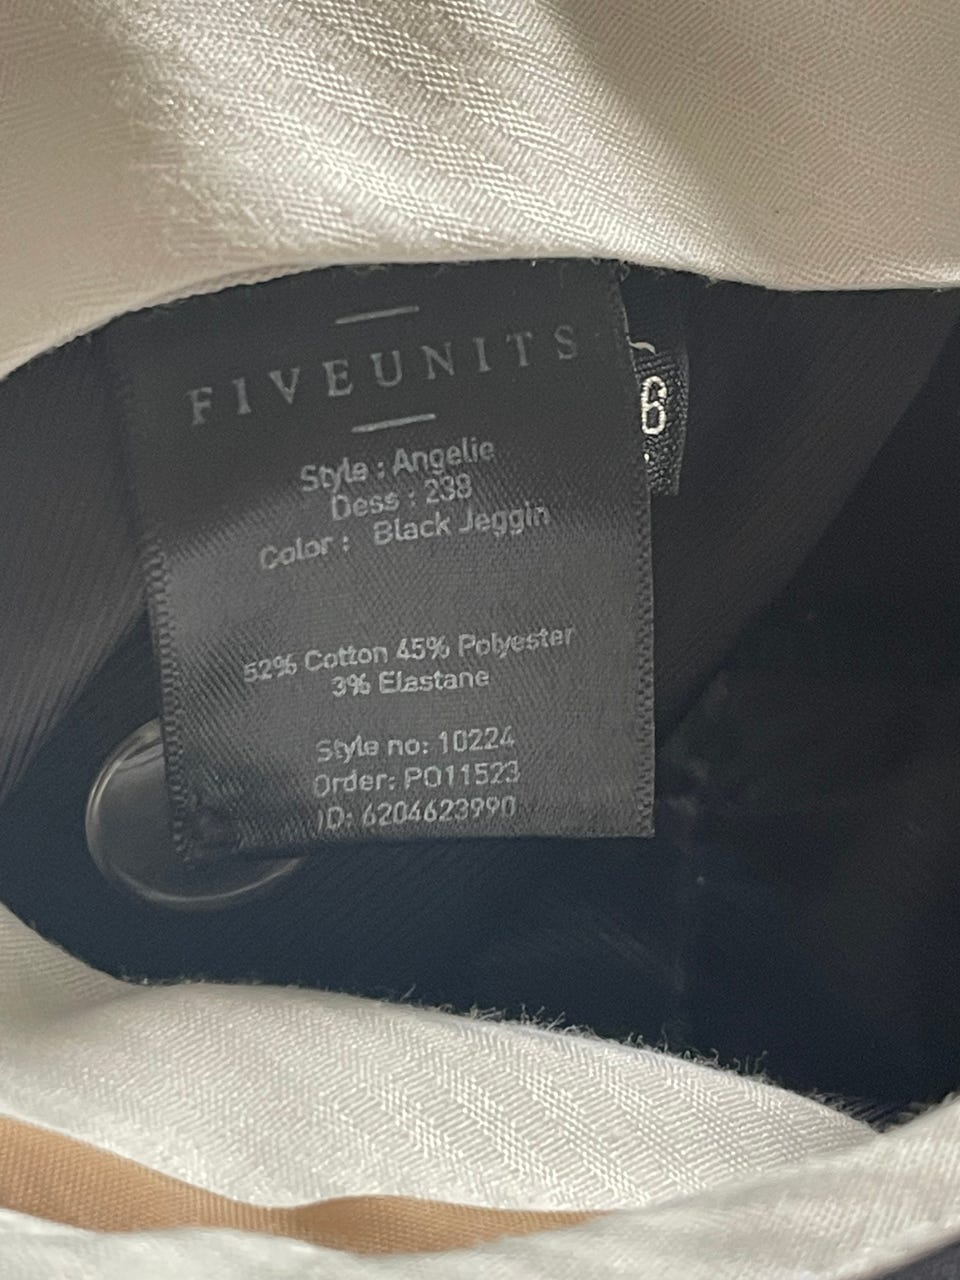 FIVEUNITS
6
Style : Angelie
Dess : 238
Color : Black Jeggin
52% Cotton 45% Polyester
3% Elastane
Style no: 10224
Order: PO11523
ID: 6204623990